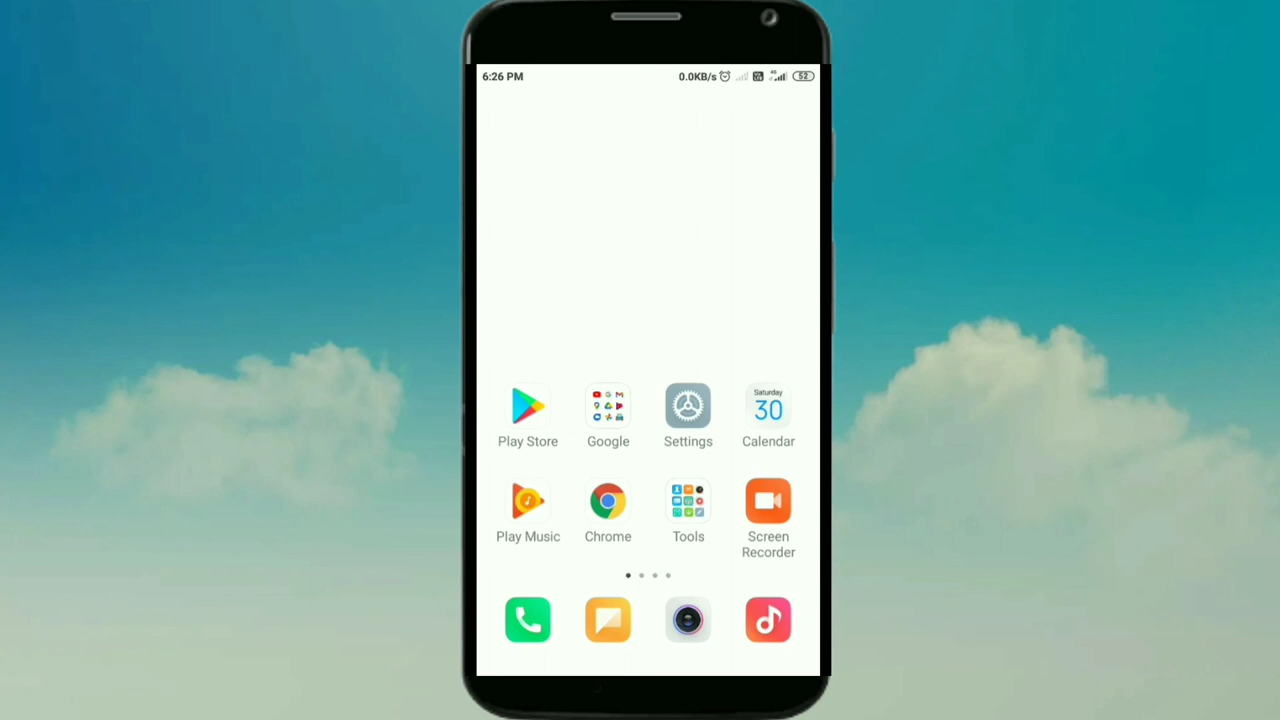 6:26 PM 0.0KB/s 4G 52
Saturday
30
Play Store Google Settings Calendar
Play Music Chrome Tools Screen
Recorder